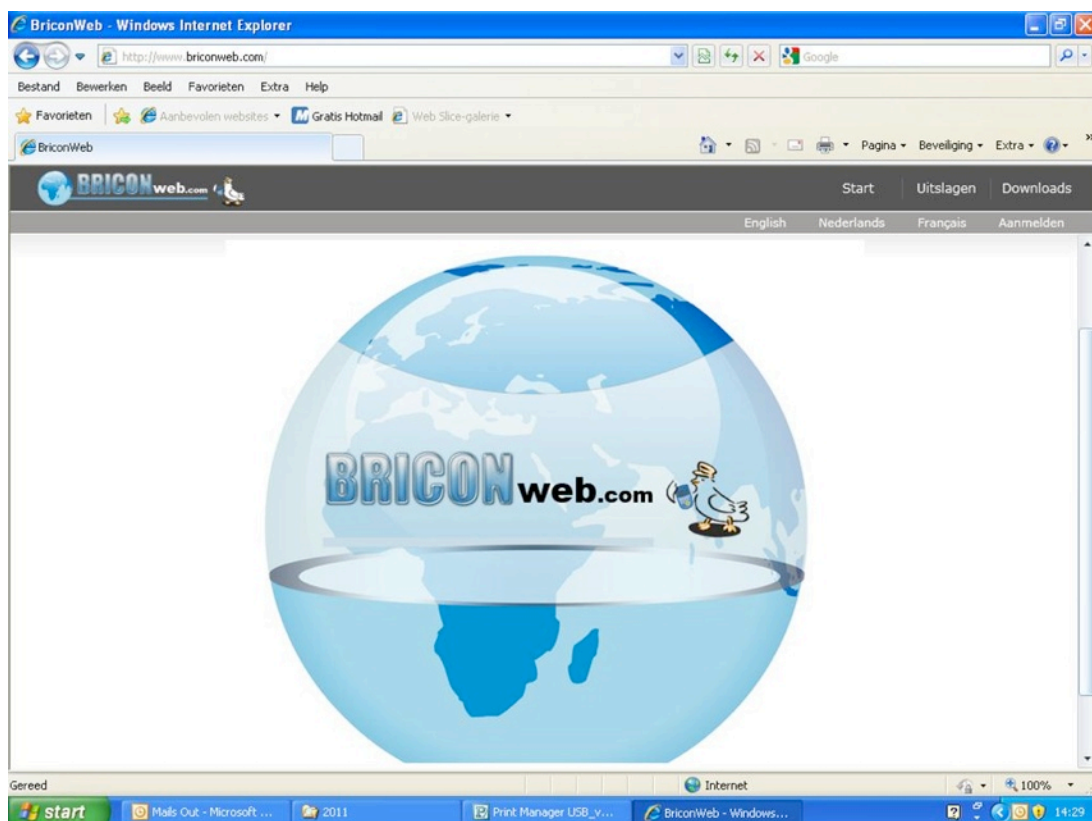 BriconWeb - Windows Internet Explorer
http://www.briconweb.com/
Google
Bestand Bewerken Beeld Favorieten Extra Help
Favorieten Aanbevolen websites Gratis Hotmail Web Slice-galerie
BriconWeb Pagina Beveiliging Extra
BRICONweb.com Start Uitslagen Downloads
English Nederlands Français Aanmelden
BRICONweb.com
Gereed Internet 100%
start Mails Out - Microsoft ... 2011 Print Manager USB_v... BriconWeb - Windows... 14:29